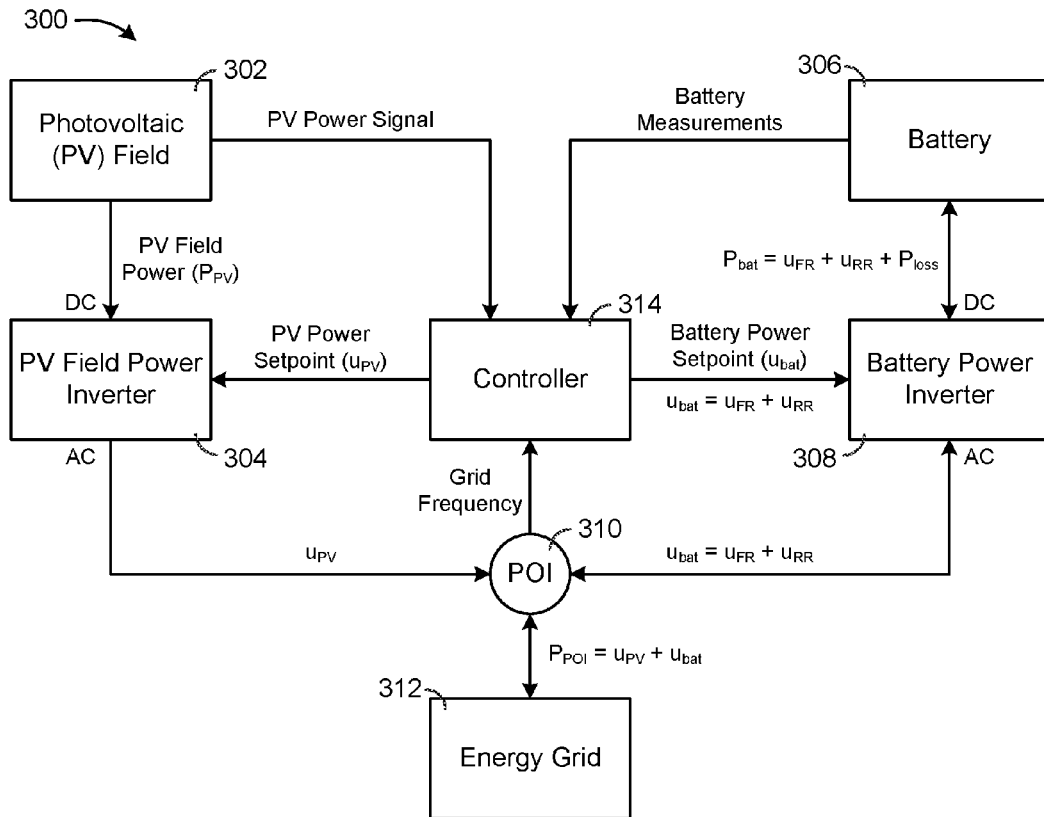 300
302
306
Photovoltaic
(PV) Field
PV Power Signal
Battery
Measurements
Battery
PV Field
Power (P_PV)
P_bat = u_FR + u_RR + P_loss
DC
DC
314
PV Field Power
Inverter
PV Power
Setpoint (u_PV)
Controller
Battery Power
Setpoint (u_bat)
u_bat = u_FR + u_RR
Battery Power
Inverter
AC
304
308
AC
Grid
Frequency
310
u_PV
POI
u_bat = u_FR + u_RR
P_POI = u_PV + u_bat
312
Energy Grid